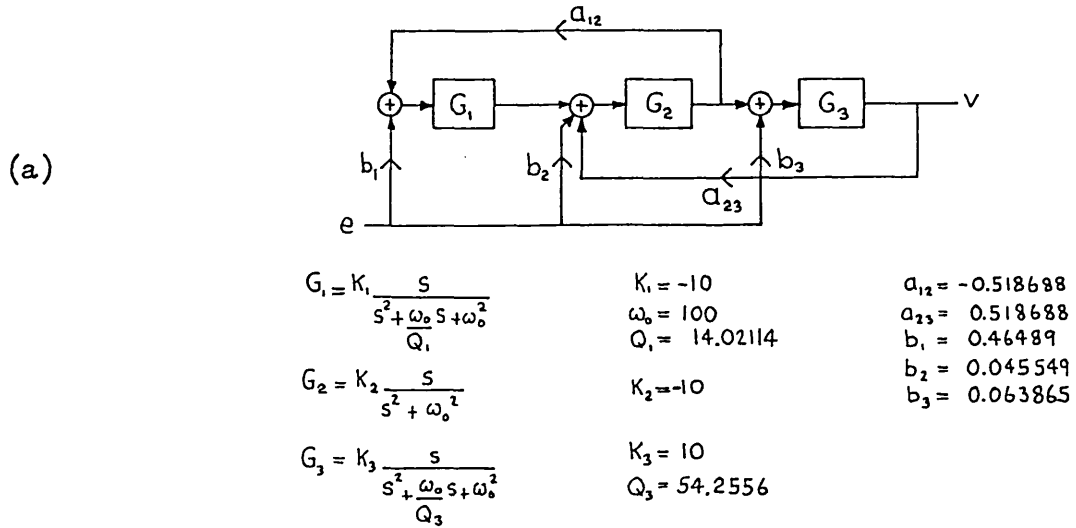 (a)
a₁₂
G₁
G₂
G₃
v
b₁
b₂
b₃
a₂₃
e
G₁ = K₁ s / (s² + (ω₀/Q₁) s + ω₀²)
K₁ = -10
ω₀ = 100
Q₁ = 14.02114
G₂ = K₂ s / (s² + ω₀²)
K₂ = -10
G₃ = K₃ s / (s² + (ω₀/Q₃) s + ω₀²)
K₃ = 10
Q₃ = 54.2556
a₁₂ = -0.518688
a₂₃ = 0.518688
b₁ = 0.46489
b₂ = 0.045549
b₃ = 0.063865